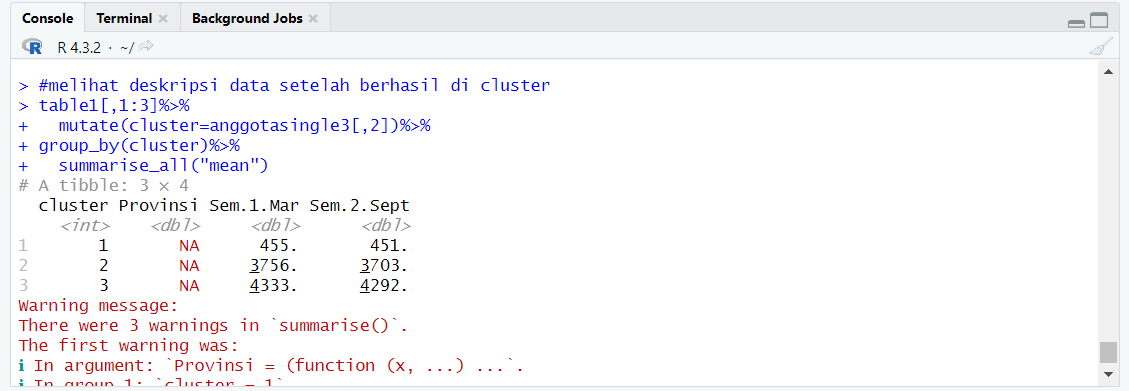 Console Terminal Background Jobs
R 4.3.2 · ~/
> #melihat deskripsi data setelah berhasil di cluster
> table1[,1:3]%>%
+   mutate(cluster=anggotasingle3[,2])%>%
+ group_by(cluster)%>%
+   summarise_all("mean")
# A tibble: 3 × 4
  cluster Provinsi Sem.1.Mar Sem.2.Sept
    <int>    <dbl>     <dbl>      <dbl>
1       1       NA      455.       451.
2       2       NA     3756.      3703.
3       3       NA     4333.      4292.
Warning message:
There were 3 warnings in `summarise()`.
The first warning was:
ℹ In argument: `Provinsi = (function (x, ...) ...`.
ℹ In group 1: `cluster = 1`